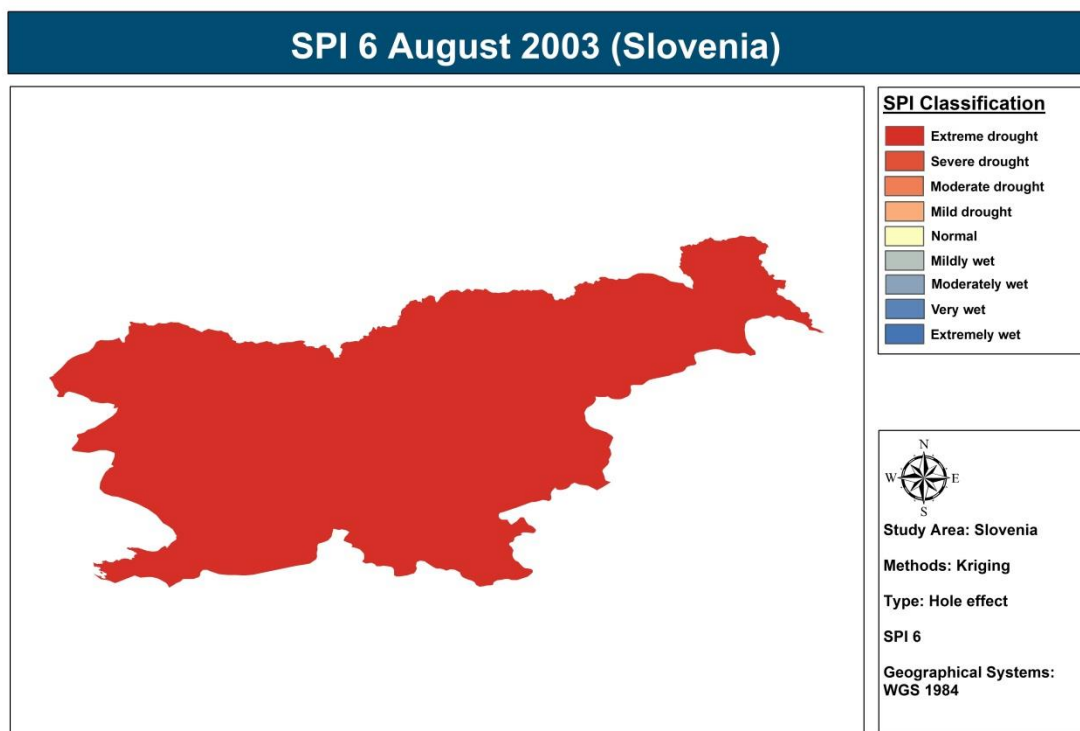 SPI 6 August 2003 (Slovenia)
SPI Classification
Extreme drought
Severe drought
Moderate drought
Mild drought
Normal
Mildly wet
Moderately wet
Very wet
Extremely wet
N
W E
S
Study Area: Slovenia
Methods: Kriging
Type: Hole effect
SPI 6
Geographical Systems:
WGS 1984